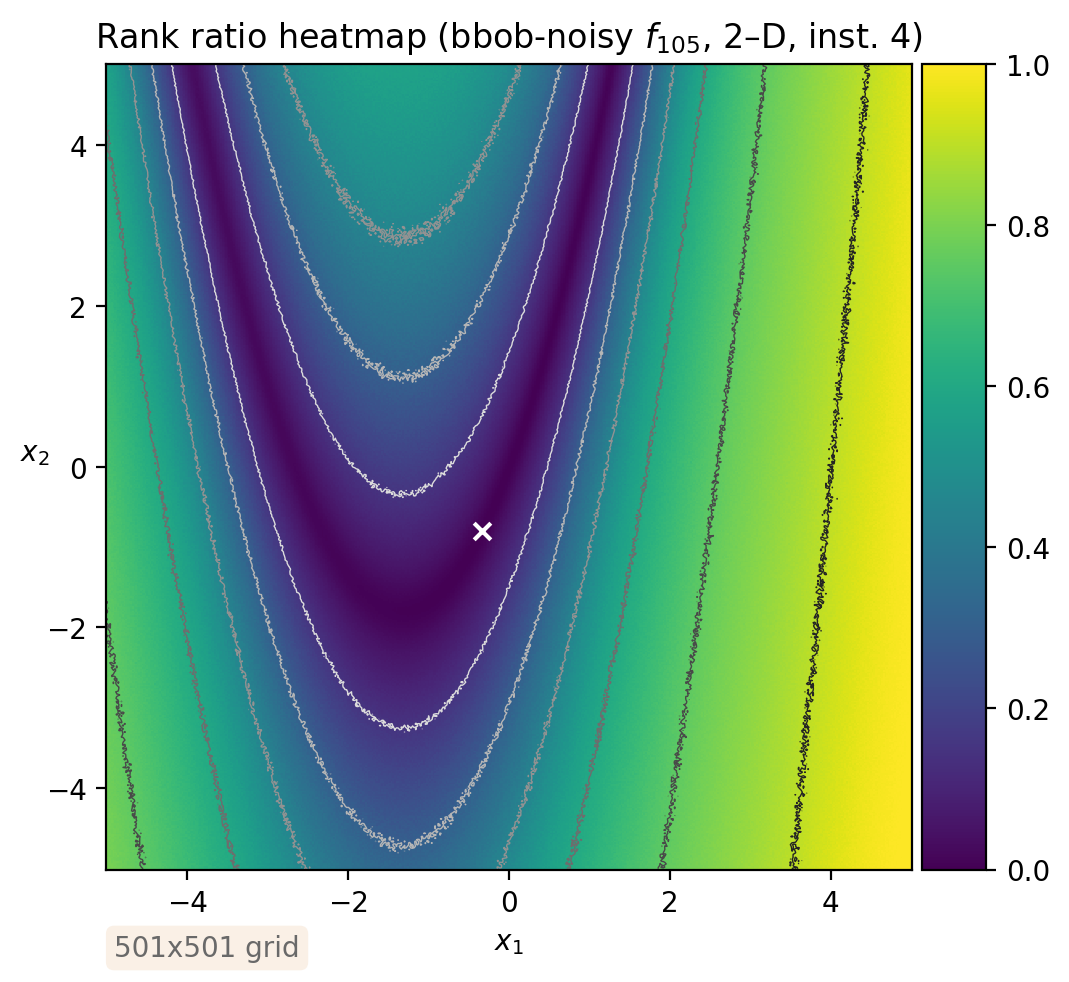 Rank ratio heatmap (bbob-noisy f₁₀₅, 2–D, inst. 4)
1.0
4
0.8
2
0.6
x₂
0
0.4
−2
0.2
−4
0.0
−4 −2 0 2 4
x₁
501x501 grid